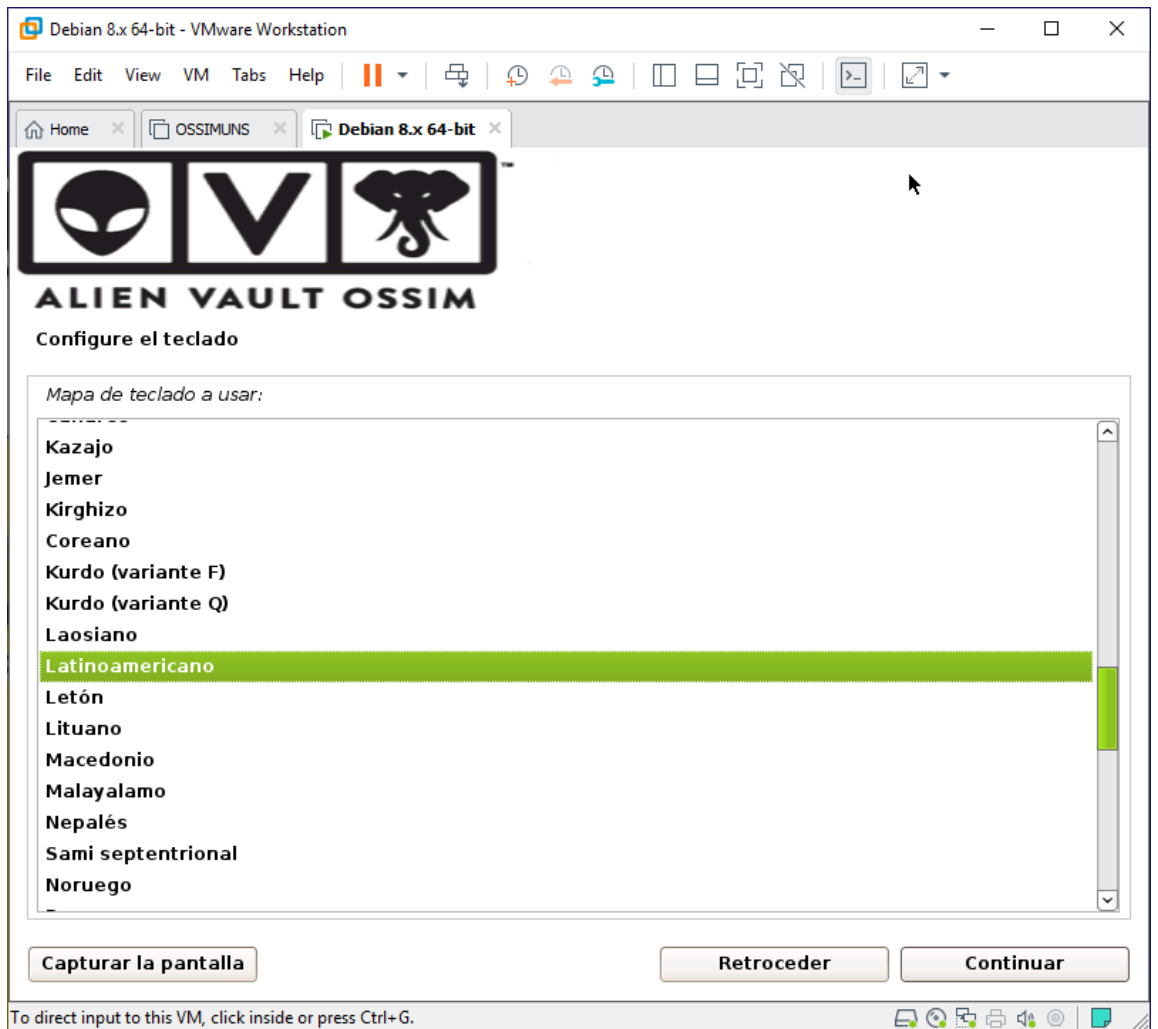 Debian 8.x 64-bit - VMware Workstation
File Edit View VM Tabs Help
Home OSSIMUNS Debian 8.x 64-bit
V ™
ALIEN VAULT OSSIM
Configure el teclado
Mapa de teclado a usar:
Kazajo
Jemer
Kirghizo
Coreano
Kurdo (variante F)
Kurdo (variante Q)
Laosiano
Latinoamericano
Letón
Lituano
Macedonio
Malayalamo
Nepalés
Sami septentrional
Noruego
Capturar la pantalla Retroceder Continuar
To direct input to this VM, click inside or press Ctrl+G.